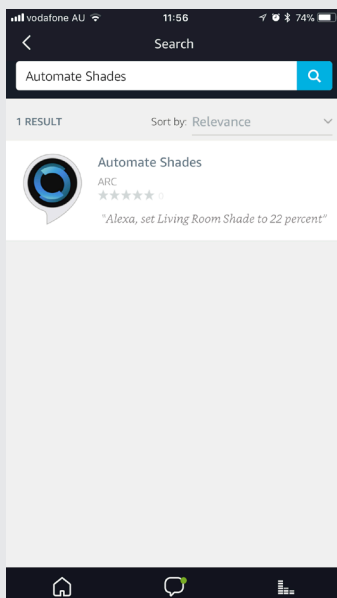 vodafone AU 11:56 74%
Search
Automate Shades
1 RESULT Sort by: Relevance
Automate Shades
ARC
0
"Alexa, set Living Room Shade to 22 percent"